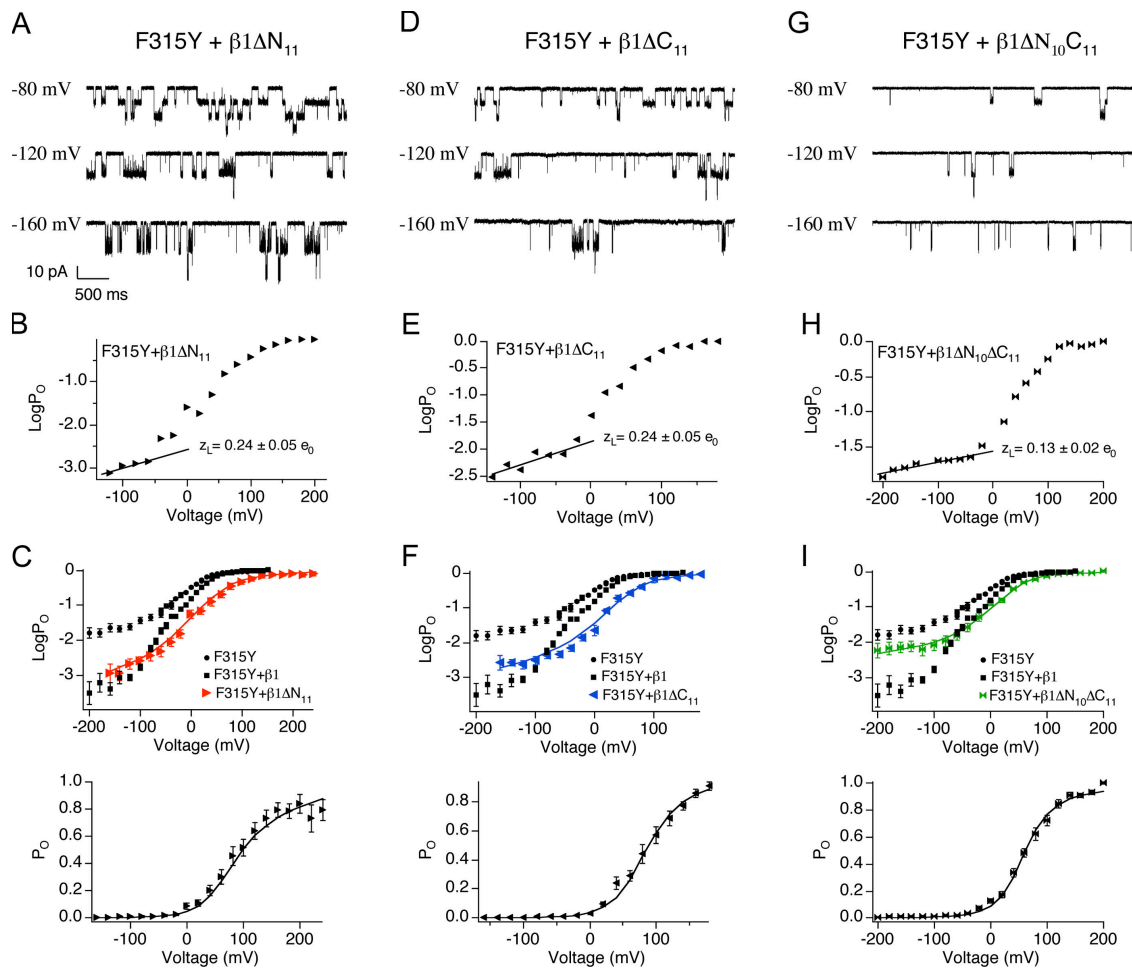 A
F315Y + β1ΔN11
-80 mV
-120 mV
-160 mV
10 pA
500 ms
B
F315Y+β1ΔN11
LogPO
-1.0
-2.0
-3.0
zL= 0.24 ± 0.05 e0
-100 0 100 200
Voltage (mV)
C
LogPO
0
-1
-2
-3
F315Y
F315Y+β1
F315Y+β1ΔN11
-200 -100 0 100 200
Voltage (mV)
PO
1.0
0.8
0.6
0.4
0.2
0.0
-100 0 100 200
Voltage (mV)
D
F315Y + β1ΔC11
-80 mV
-120 mV
-160 mV
E
F315Y+β1ΔC11
LogPO
0.0
-0.5
-1.0
-1.5
-2.0
-2.5
zL= 0.24 ± 0.05 e0
-100 0 100
Voltage (mV)
F
LogPO
0
-1
-2
-3
F315Y
F315Y+β1
F315Y+β1ΔC11
-200 -100 0 100
Voltage (mV)
PO
0.8
0.6
0.4
0.2
0.0
-100 0 100
Voltage (mV)
G
F315Y + β1ΔN10C11
-80 mV
-120 mV
-160 mV
H
F315Y+β1ΔN10ΔC11
LogPO
0.0
-0.5
-1.0
-1.5
zL= 0.13 ± 0.02 e0
-200 -100 0 100 200
Voltage (mV)
I
LogPO
0
-1
-2
-3
F315Y
F315Y+β1
F315Y+β1ΔN10ΔC11
-200 -100 0 100 200
Voltage (mV)
PO
1.0
0.8
0.6
0.4
0.2
0.0
-200 -100 0 100 200
Voltage (mV)